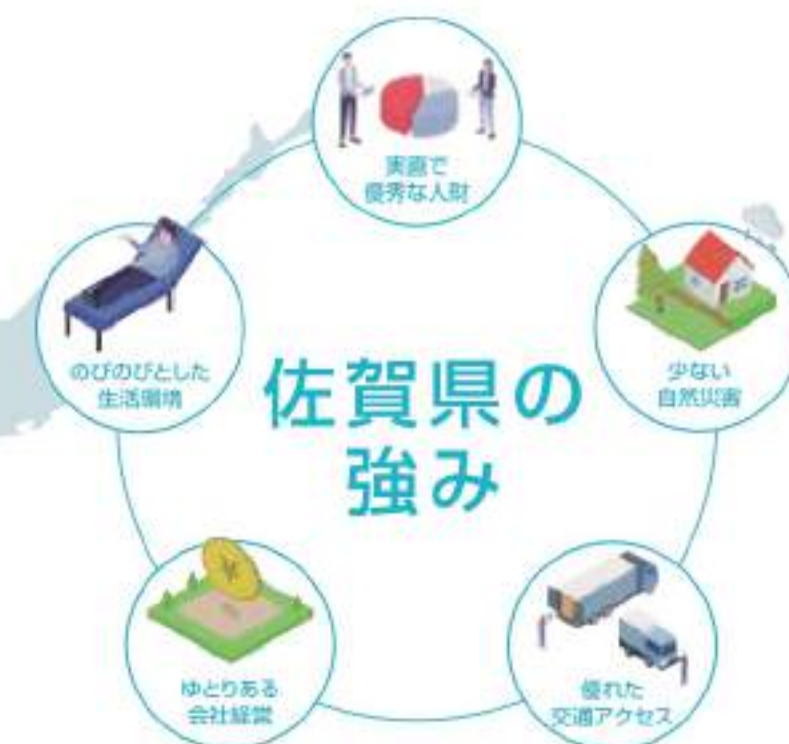 実直で
優秀な人財
のびのびとした
生活環境
少ない
自然災害
佐賀県の
強み
ゆとりある
会社経営
優れた
交通アクセス